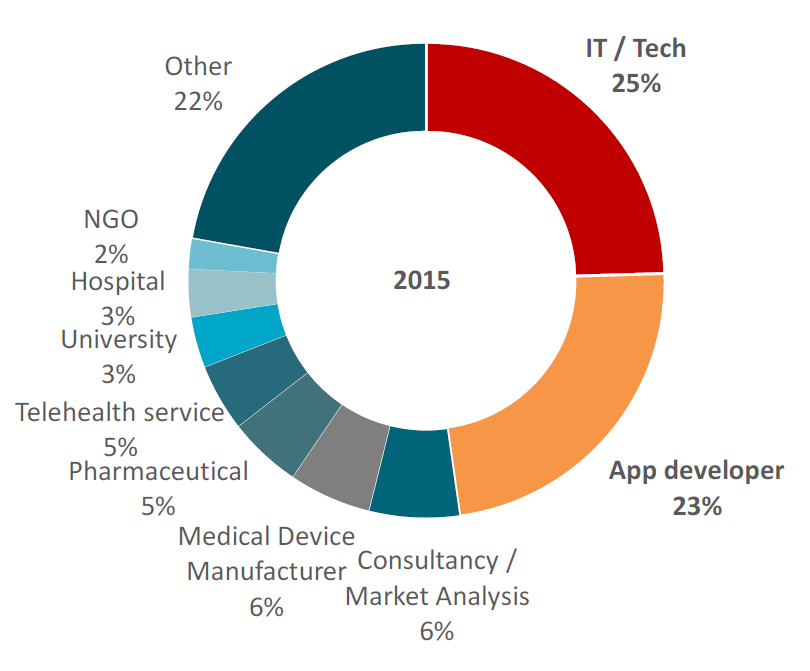 IT / Tech
25%
App developer
23%
Consultancy /
Market Analysis
6%
Medical Device
Manufacturer
6%
Pharmaceutical
5%
Telehealth service
5%
University
3%
Hospital
3%
NGO
2%
Other
22%
2015